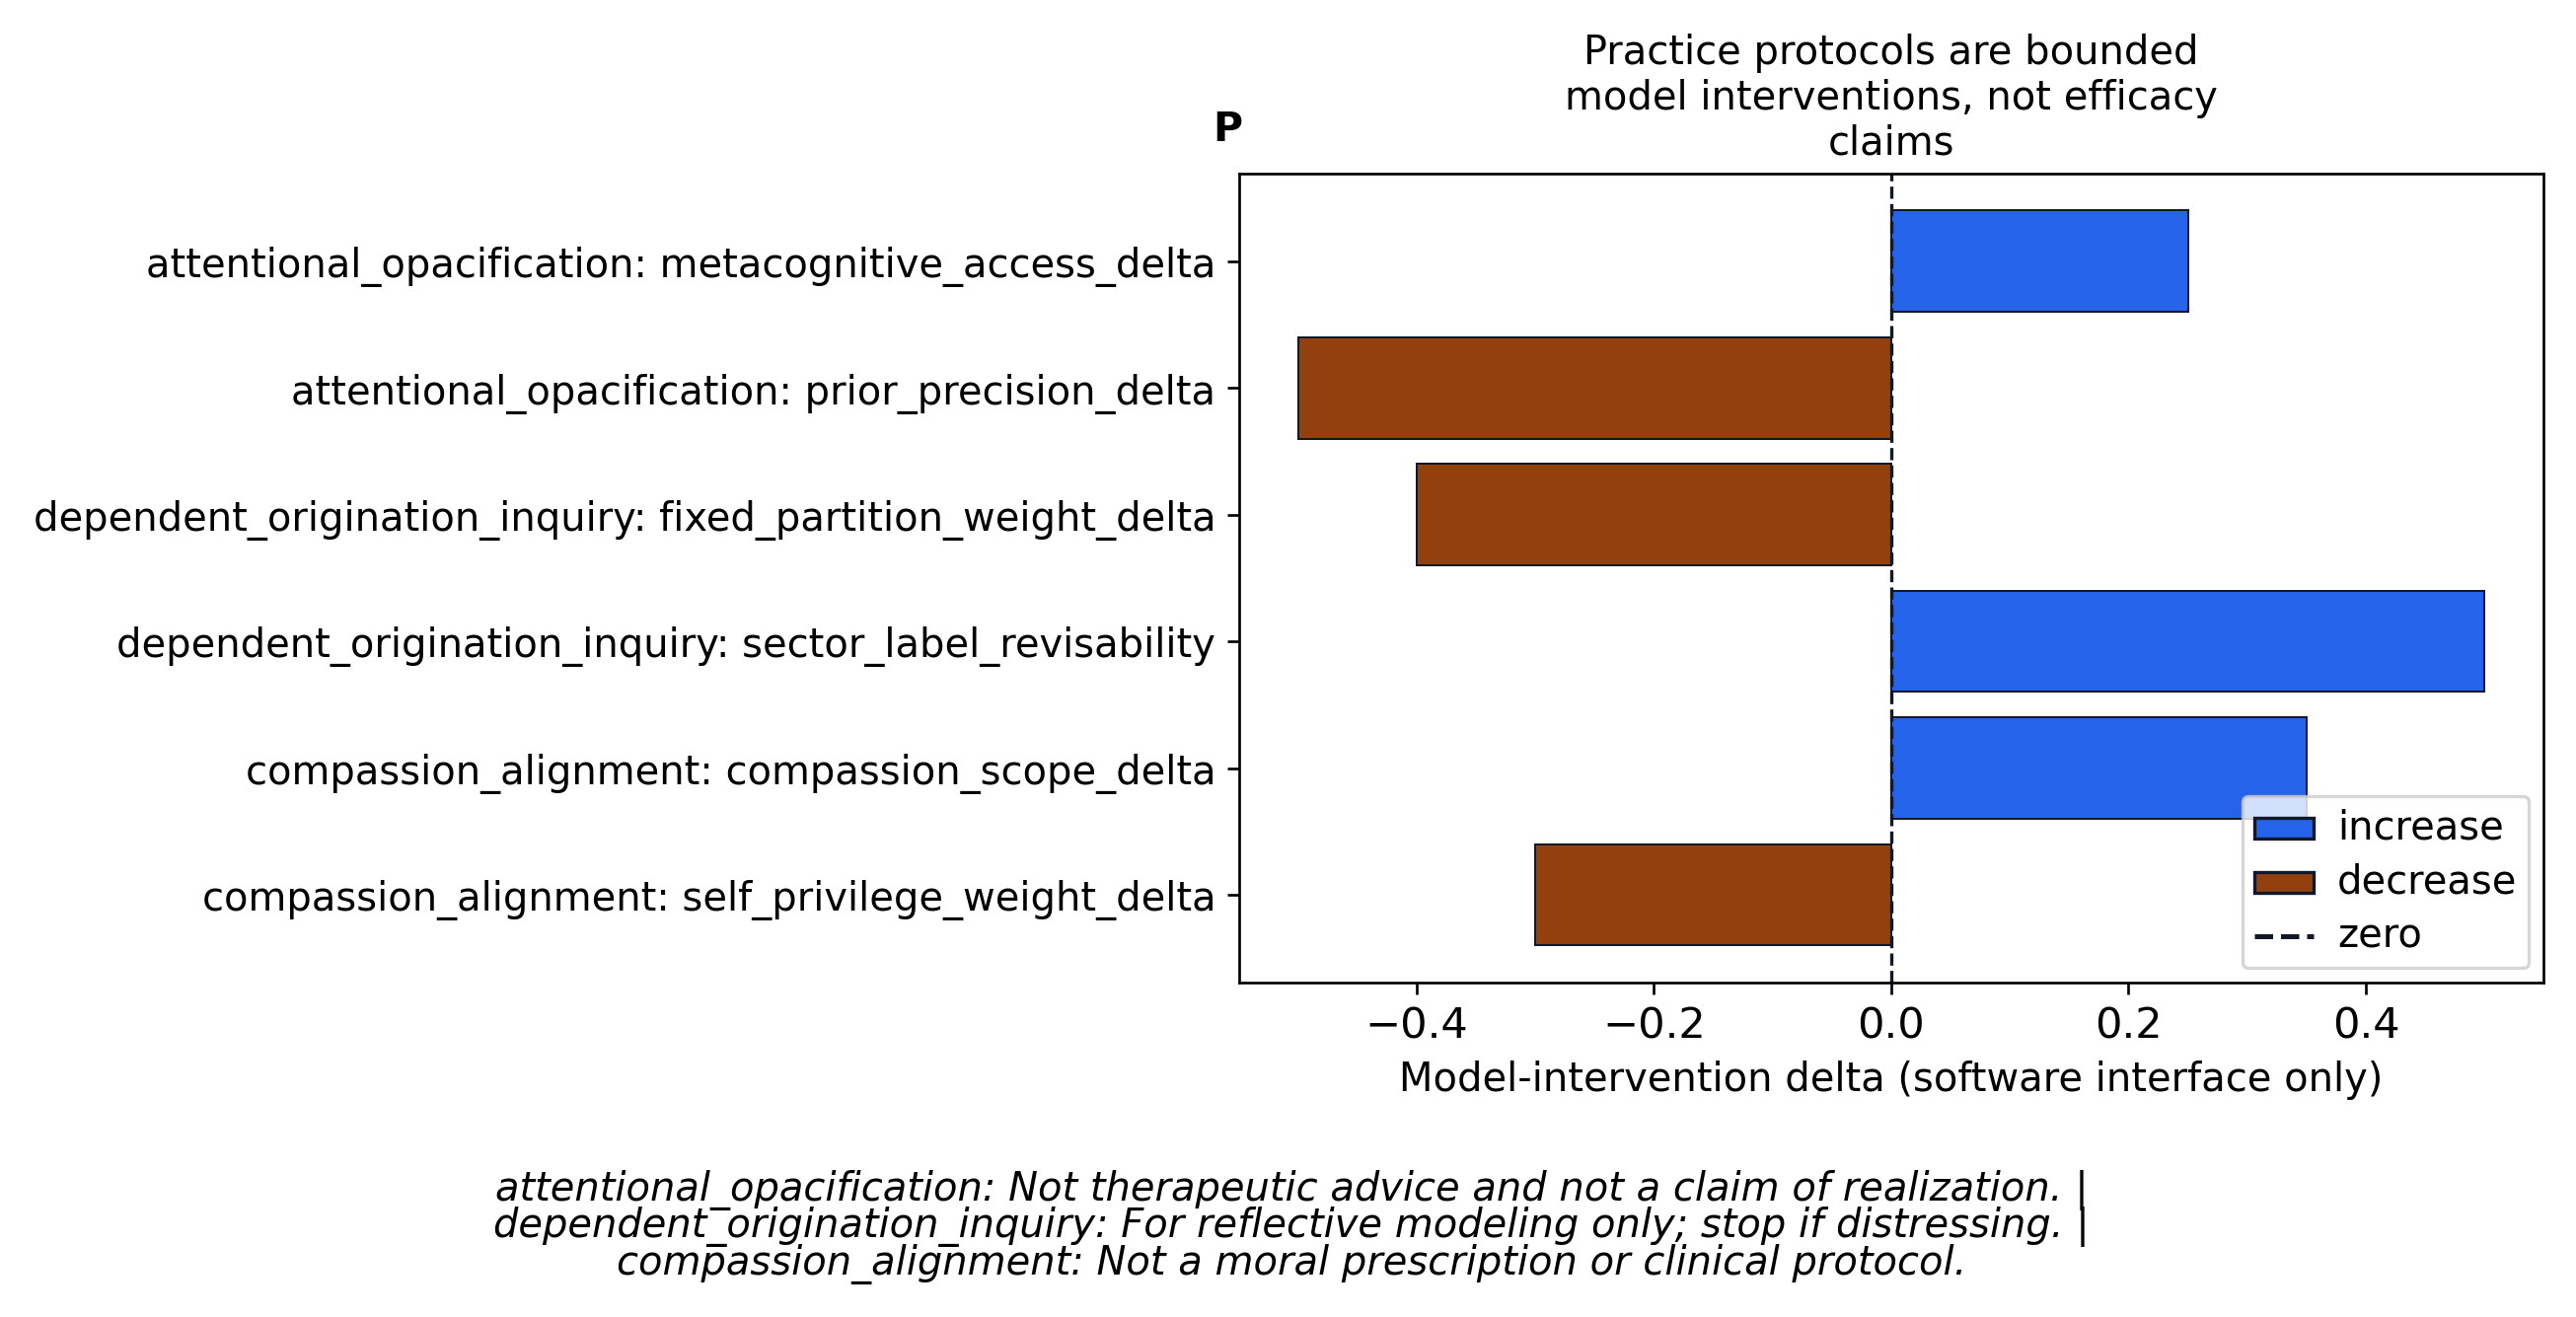 Practice protocols are bounded
model interventions, not efficacy
claims
P
attentional_opacification: metacognitive_access_delta
attentional_opacification: prior_precision_delta
dependent_origination_inquiry: fixed_partition_weight_delta
dependent_origination_inquiry: sector_label_revisability
compassion_alignment: compassion_scope_delta
compassion_alignment: self_privilege_weight_delta
increase
decrease
zero
−0.4 −0.2 0.0 0.2 0.4
Model-intervention delta (software interface only)
attentional_opacification: Not therapeutic advice and not a claim of realization. |
dependent_origination_inquiry: For reflective modeling only; stop if distressing. |
compassion_alignment: Not a moral prescription or clinical protocol.